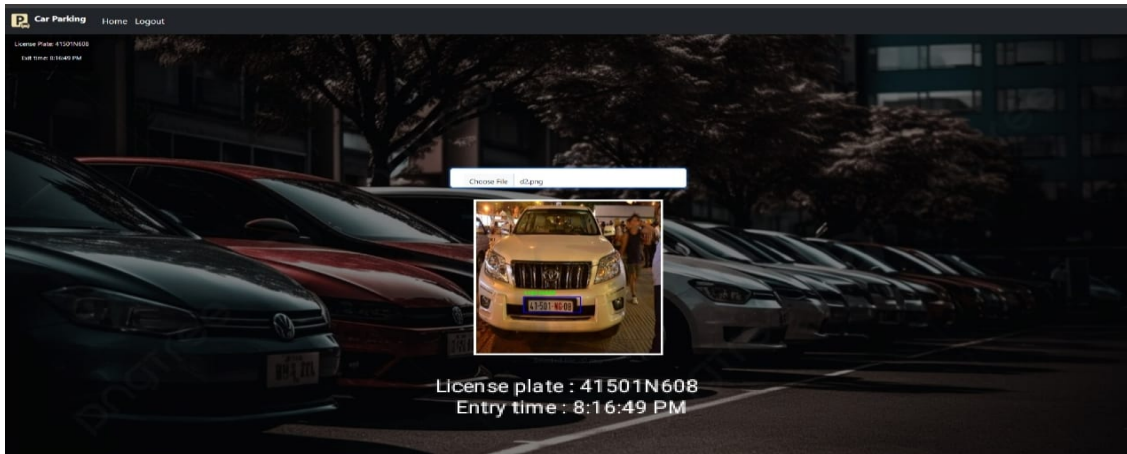 Car Parking Home Logout
License Plate: 41501N608
Exit time: 8:16:49 PM
Choose File d2.png
License plate : 41501N608
Entry time : 8:16:49 PM